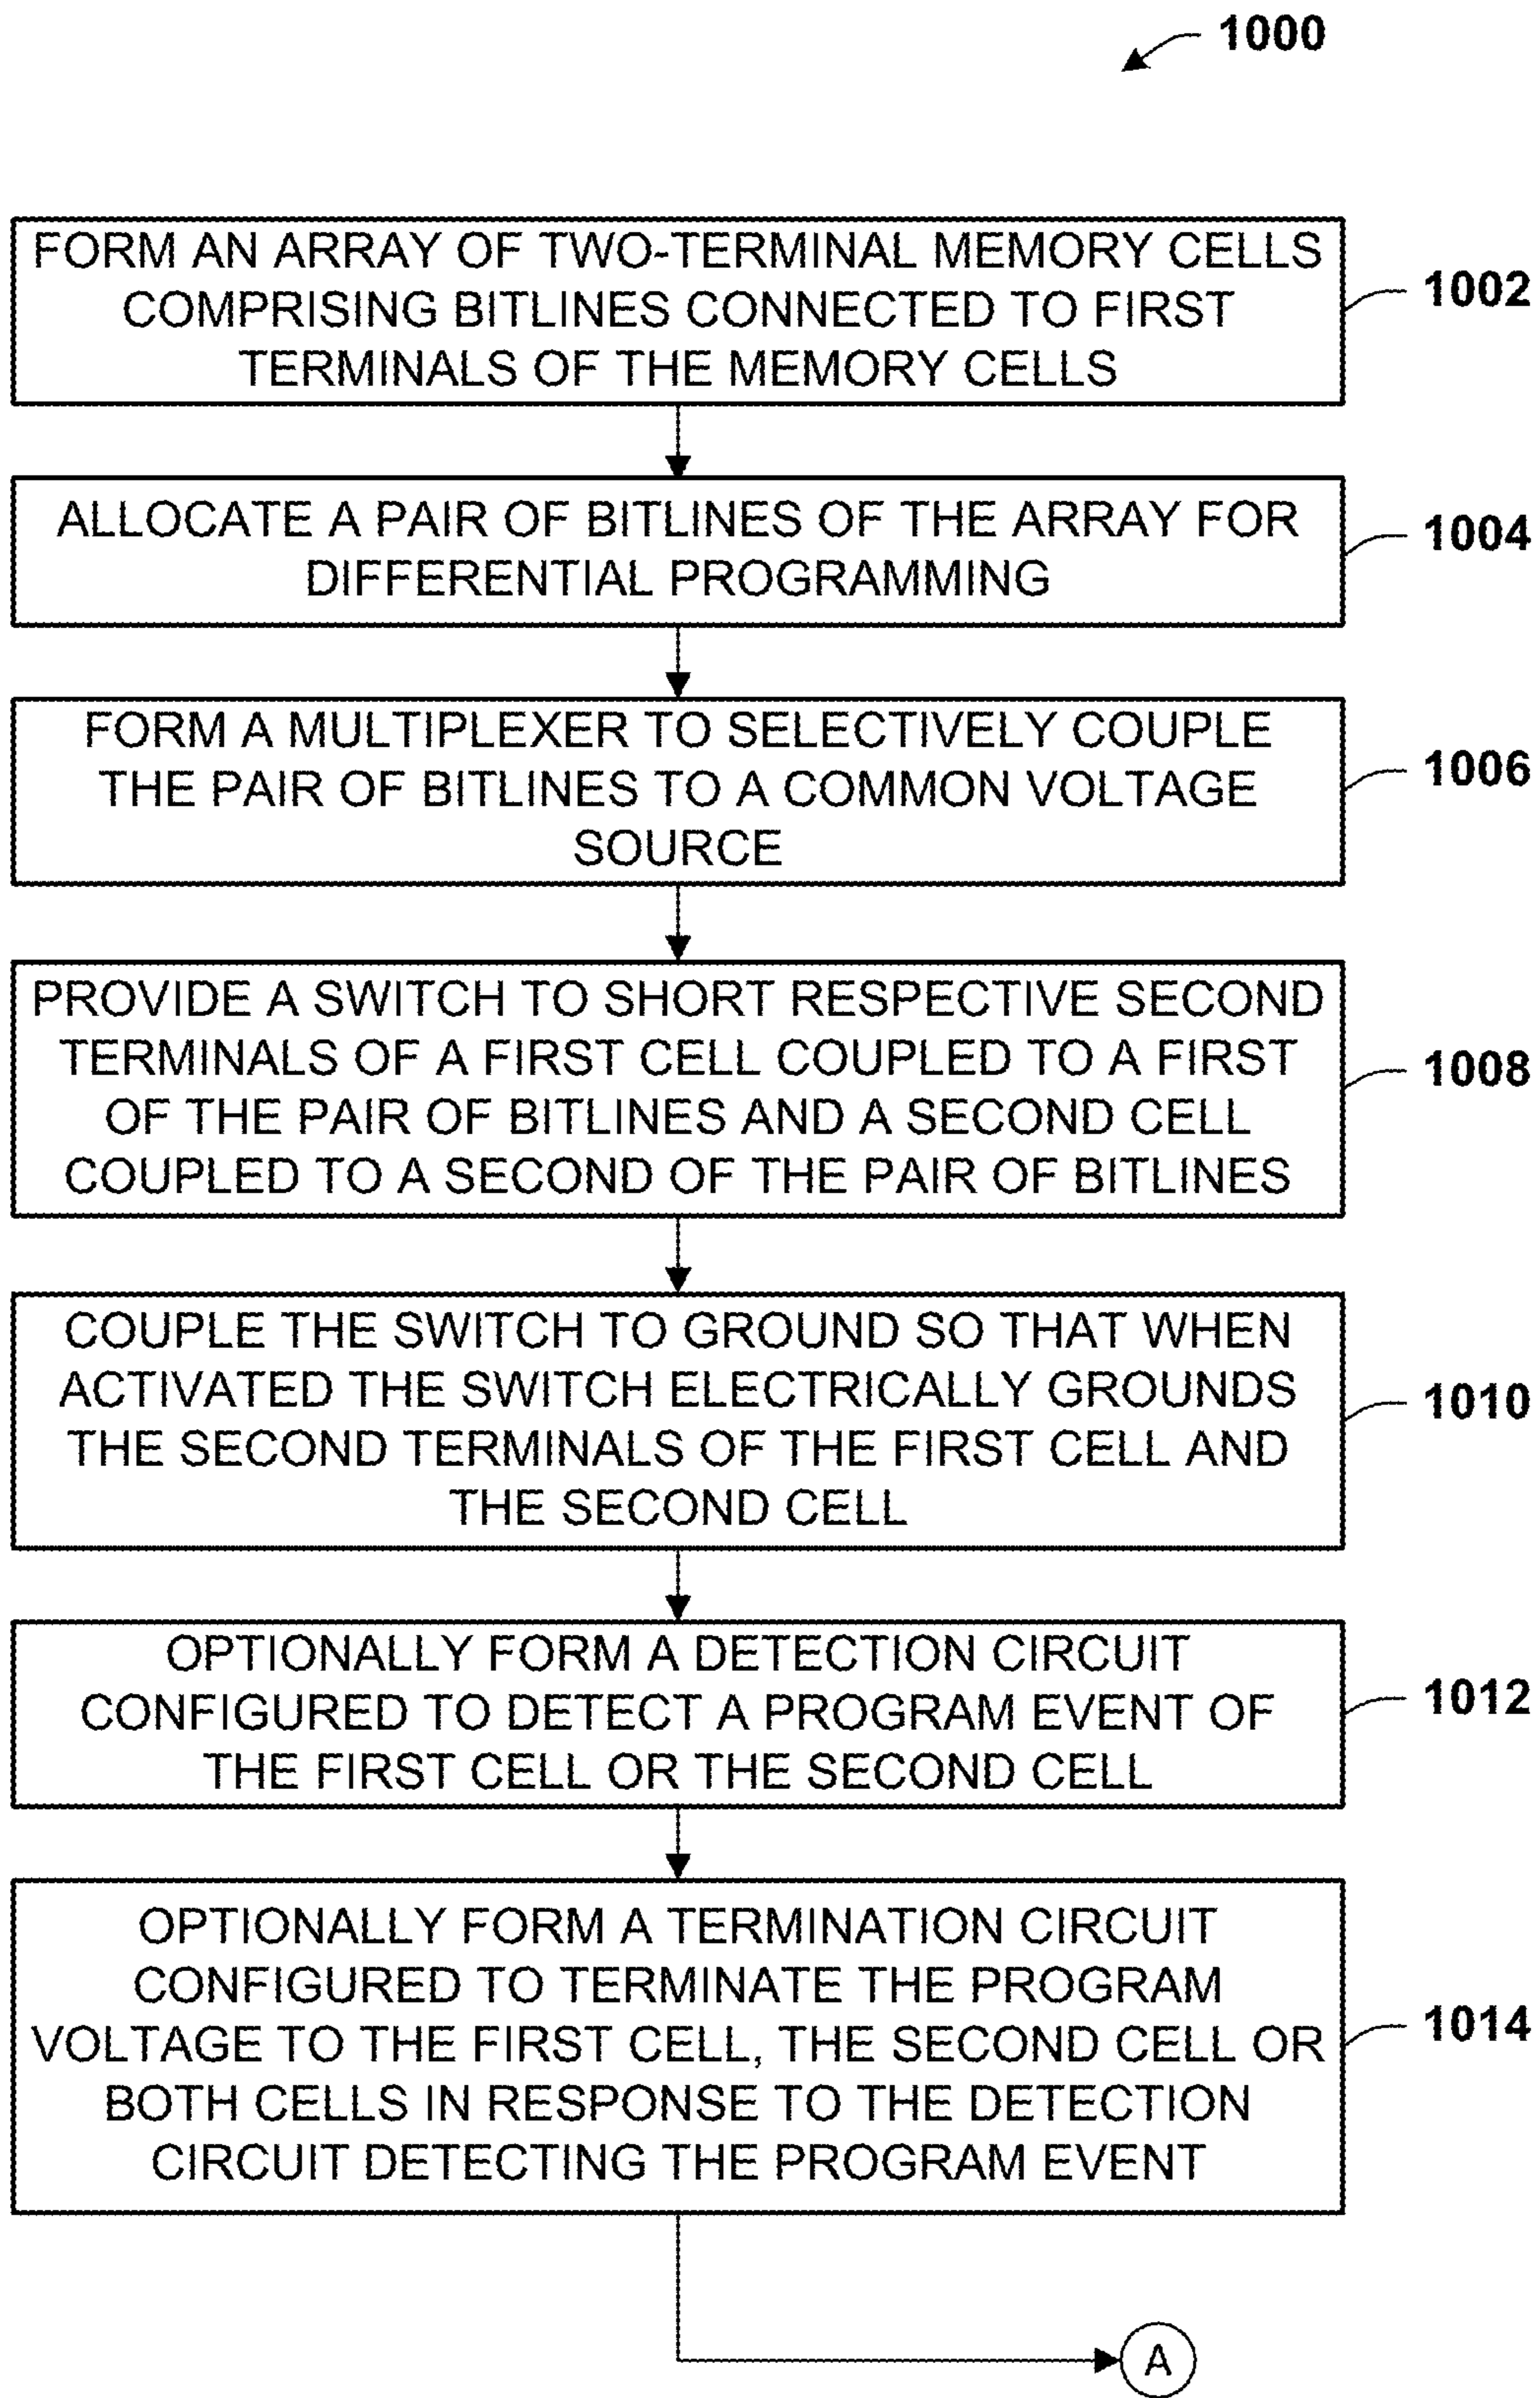 1000
FORM AN ARRAY OF TWO-TERMINAL MEMORY CELLS
COMPRISING BITLINES CONNECTED TO FIRST
TERMINALS OF THE MEMORY CELLS
1002
ALLOCATE A PAIR OF BITLINES OF THE ARRAY FOR
DIFFERENTIAL PROGRAMMING
1004
FORM A MULTIPLEXER TO SELECTIVELY COUPLE
THE PAIR OF BITLINES TO A COMMON VOLTAGE
SOURCE
1006
PROVIDE A SWITCH TO SHORT RESPECTIVE SECOND
TERMINALS OF A FIRST CELL COUPLED TO A FIRST
OF THE PAIR OF BITLINES AND A SECOND CELL
COUPLED TO A SECOND OF THE PAIR OF BITLINES
1008
COUPLE THE SWITCH TO GROUND SO THAT WHEN
ACTIVATED THE SWITCH ELECTRICALLY GROUNDS
THE SECOND TERMINALS OF THE FIRST CELL AND
THE SECOND CELL
1010
OPTIONALLY FORM A DETECTION CIRCUIT
CONFIGURED TO DETECT A PROGRAM EVENT OF
THE FIRST CELL OR THE SECOND CELL
1012
OPTIONALLY FORM A TERMINATION CIRCUIT
CONFIGURED TO TERMINATE THE PROGRAM
VOLTAGE TO THE FIRST CELL, THE SECOND CELL OR
BOTH CELLS IN RESPONSE TO THE DETECTION
CIRCUIT DETECTING THE PROGRAM EVENT
1014
A